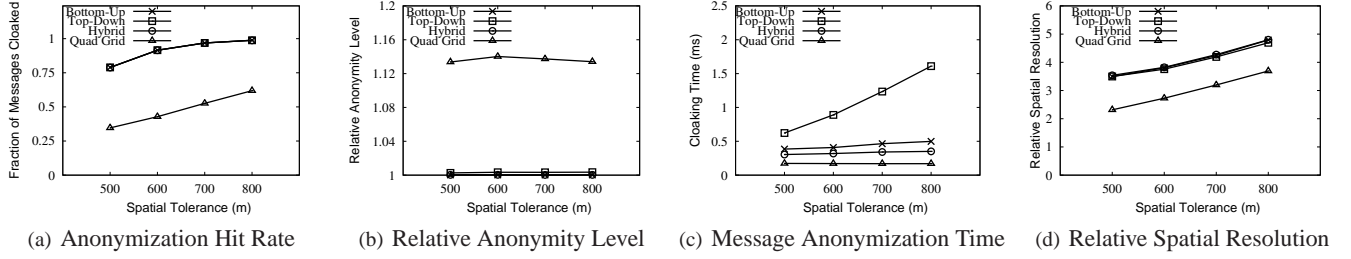 Fraction of Messages Cloaked
1
0.75
0.5
0.25
0
Bottom-Up
Top-Down
Hybrid
Quad Grid
500 600 700 800
Spatial Tolerance (m)
(a) Anonymization Hit Rate
Relative Anonymity Level
1.2
1.16
1.12
1.08
1.04
1
Bottom-Up
Top-Down
Hybrid
Quad Grid
500 600 700 800
Spatial Tolerance (m)
(b) Relative Anonymity Level
Cloaking Time (ms)
2.5
2
1.5
1
0.5
0
Bottom-Up
Top-Down
Hybrid
Quad Grid
500 600 700 800
Spatial Tolerance (m)
(c) Message Anonymization Time
Relative Spatial Resolution
6
5
4
3
2
1
0
Bottom-Up
Top-Down
Hybrid
Quad Grid
500 600 700 800
Spatial Tolerance (m)
(d) Relative Spatial Resolution